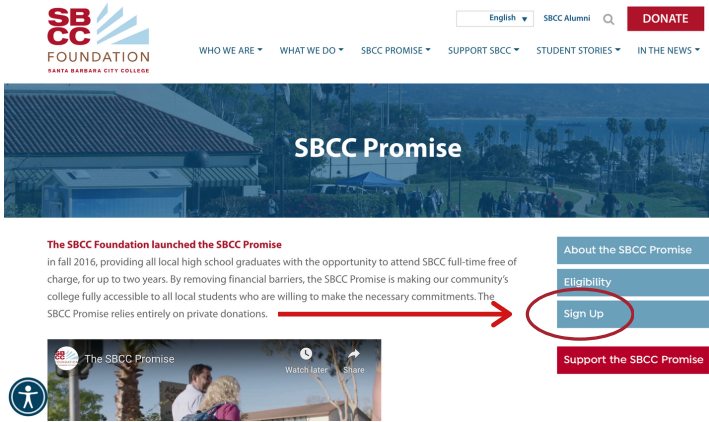 SB
CC
FOUNDATION
SANTA BARBARA CITY COLLEGE
English
SBCC Alumni
DONATE
WHO WE ARE
WHAT WE DO
SBCC PROMISE
SUPPORT SBCC
STUDENT STORIES
IN THE NEWS
SBCC Promise
The SBCC Foundation launched the SBCC Promise
in fall 2016, providing all local high school graduates with the opportunity to attend SBCC full-time free of
charge, for up to two years. By removing financial barriers, the SBCC Promise is making our community's
college fully accessible to all local students who are willing to make the necessary commitments. The
SBCC Promise relies entirely on private donations.
About the SBCC Promise
Eligibility
Sign Up
Support the SBCC Promise
SB
CC
FOUNDATION
The SBCC Promise
Watch later
Share